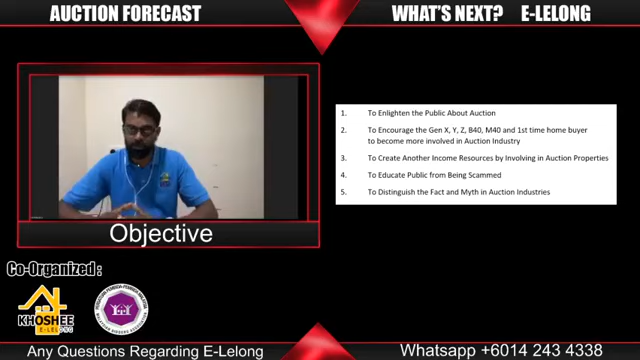 AUCTION FORECAST
WHAT'S NEXT? E-LELONG
1. To Enlighten the Public About Auction
2. To Encourage the Gen X, Y, Z, B40, M40 and 1st time home buyer
to become more involved in Auction Industry
3. To Create Another Income Resources by Involving in Auction Properties
4. To Educate Public from Being Scammed
5. To Distinguish the Fact and Myth in Auction Industries
Objective
Co-Organized :
KHOSHEE
E-LELONG
Any Questions Regarding E-Lelong
Whatsapp +6014 243 4338